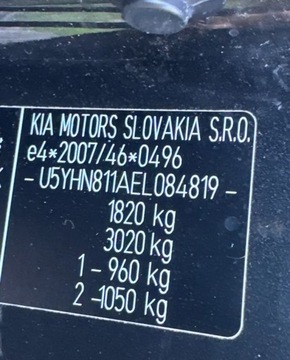 KIA MOTORS SLOVAKIA S.R.O.
e4*2007/46*0496
- U5YHN811AEL084819 -
1820 kg
3020 kg
1 - 960 kg
2 -1050 kg